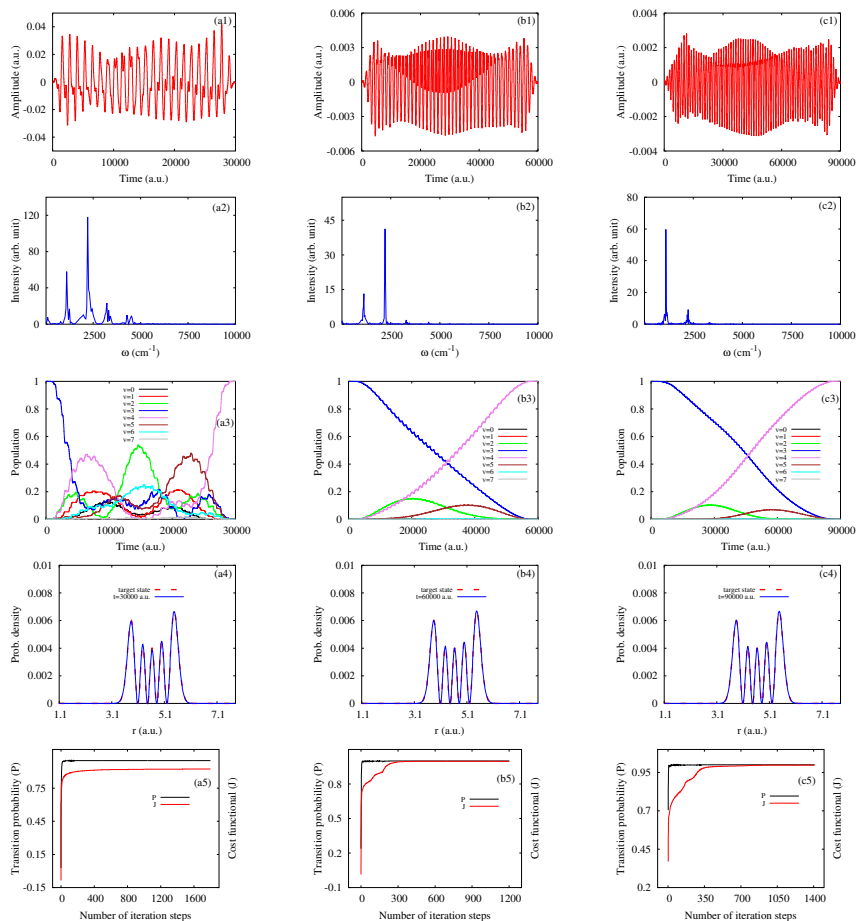 (a1)
Amplitude (a.u.)
0.04
0.02
0
-0.02
-0.04
0 10000 20000 30000
Time (a.u.)
(b1)
Amplitude (a.u.)
0.006
0.003
0
-0.003
-0.006
0 20000 40000 60000
Time (a.u.)
(c1)
Amplitude (a.u.)
0.004
0.002
0
-0.002
-0.004
0 30000 60000 90000
Time (a.u.)
(a2)
Intensity (arb. unit)
120
80
40
0
2500 5000 7500 10000
ω (cm-1)
(b2)
Intensity (arb. unit)
45
30
15
0
2500 5000 7500 10000
ω (cm-1)
(c2)
Intensity (arb. unit)
80
60
40
20
0
2500 5000 7500 10000
ω (cm-1)
(a3)
Population
1
0.8
0.6
0.4
0.2
0
v=0
v=1
v=2
v=3
v=4
v=5
v=6
v=7
0 10000 20000 30000
Time (a.u.)
(b3)
Population
1
0.8
0.6
0.4
0.2
0
v=0
v=1
v=2
v=3
v=4
v=5
v=6
v=7
0 20000 40000 60000
Time (a.u.)
(c3)
Population
1
0.8
0.6
0.4
0.2
0
v=0
v=1
v=2
v=3
v=4
v=5
v=6
v=7
0 30000 60000 90000
Time (a.u.)
(a4)
Prob. density
0.01
0.008
0.006
0.004
0.002
0
target state
t=30000 a.u.
1.1 3.1 5.1 7.1
r (a.u.)
(b4)
Prob. density
0.01
0.008
0.006
0.004
0.002
0
target state
t=60000 a.u.
1.1 3.1 5.1 7.1
r (a.u.)
(c4)
Prob. density
0.01
0.008
0.006
0.004
0.002
0
target state
t=90000 a.u.
1.1 3.1 5.1 7.1
r (a.u.)
(a5)
Transition probability (P)
0.75
0.45
0.15
-0.15
P
J
Cost functional (J)
0 400 800 1200 1600
Number of iteration steps
(b5)
Transition probability (P)
0.8
0.5
0.2
-0.1
P
J
Cost functional (J)
0 300 600 900 1200
Number of iteration steps
(c5)
Transition probability (P)
0.95
0.7
0.45
0.2
P
J
Cost functional (J)
0 350 700 1050 1400
Number of iteration steps